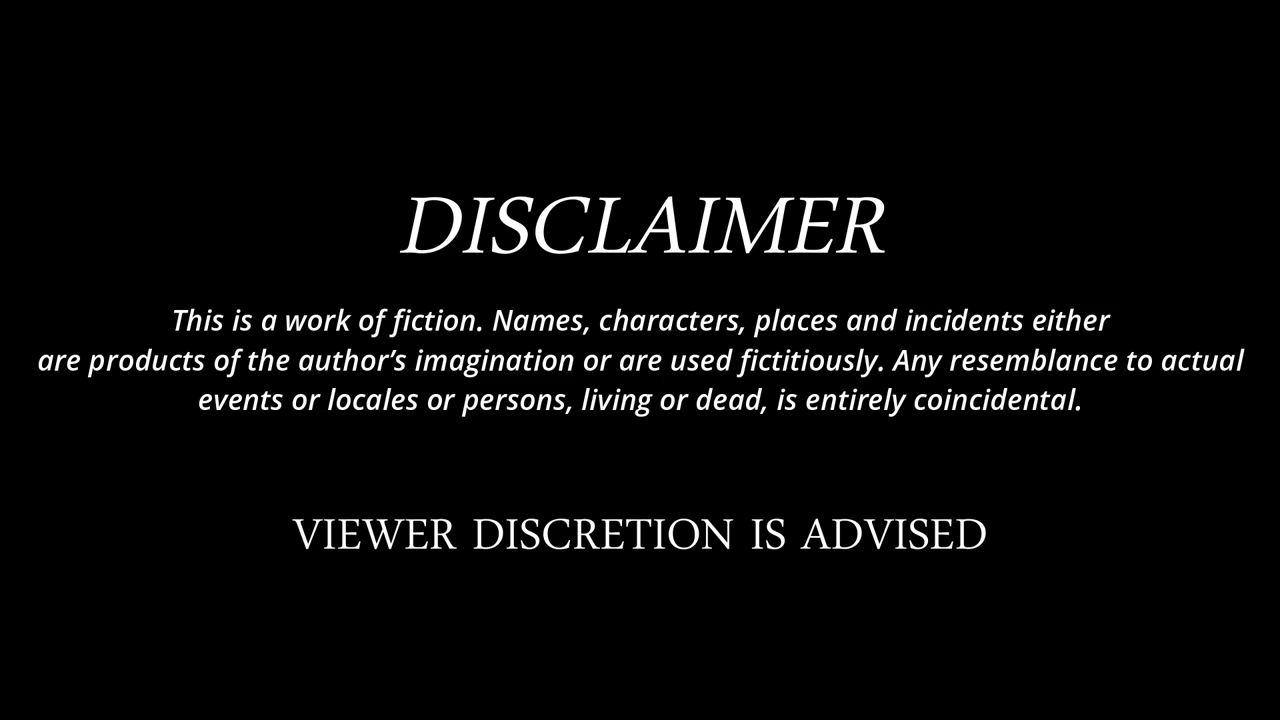 DISCLAIMER
This is a work of fiction. Names, characters, places and incidents either
are products of the author’s imagination or are used fictitiously. Any resemblance to actual
events or locales or persons, living or dead, is entirely coincidental.
VIEWER DISCRETION IS ADVISED